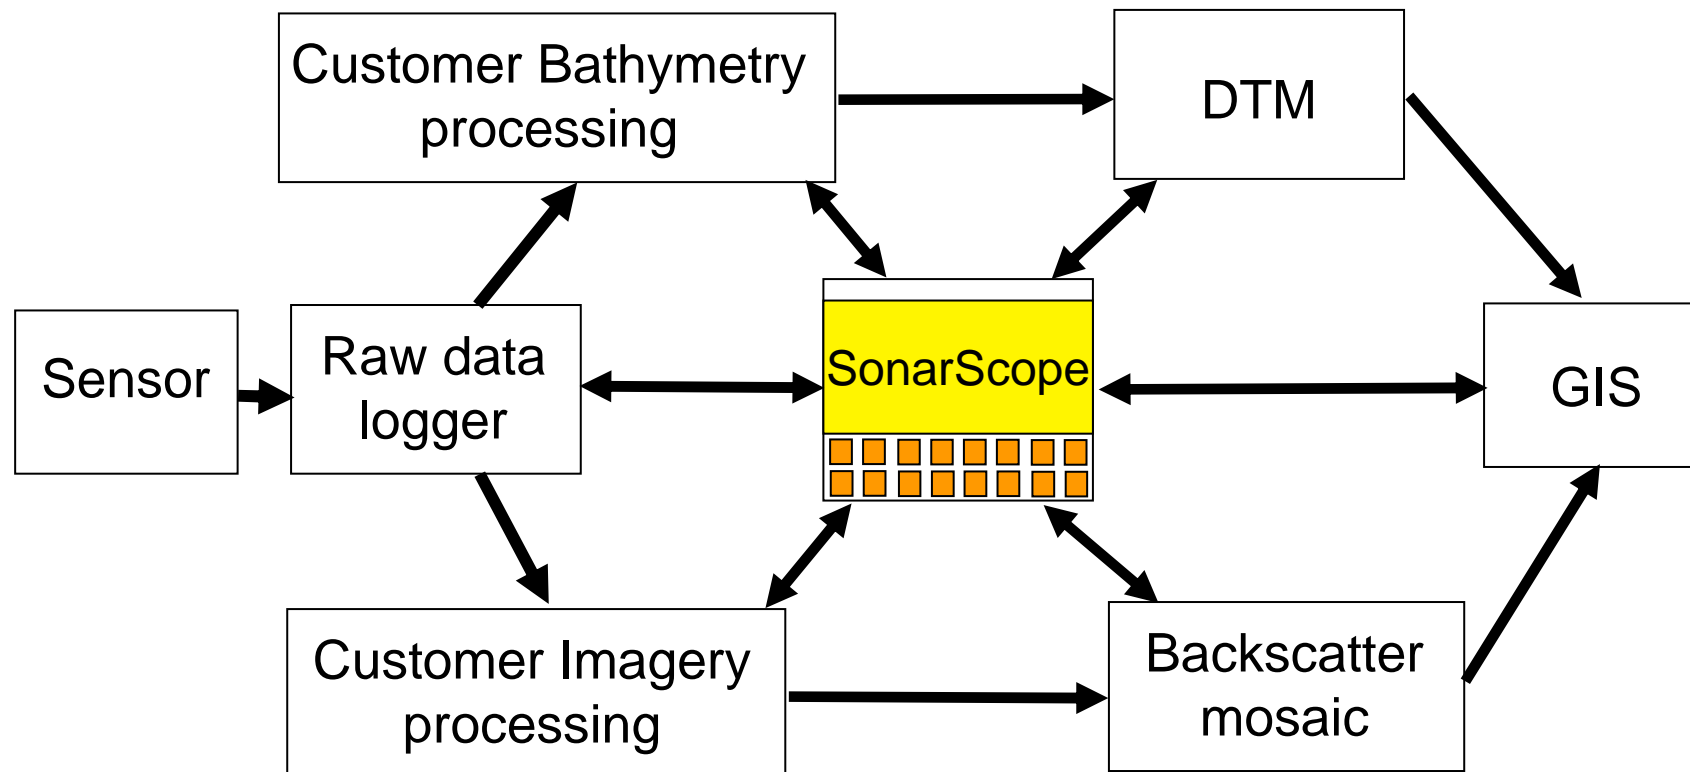 Customer Bathymetry
processing
DTM
Sensor
Raw data
logger
SonarScope
GIS
Customer Imagery
processing
Backscatter
mosaic